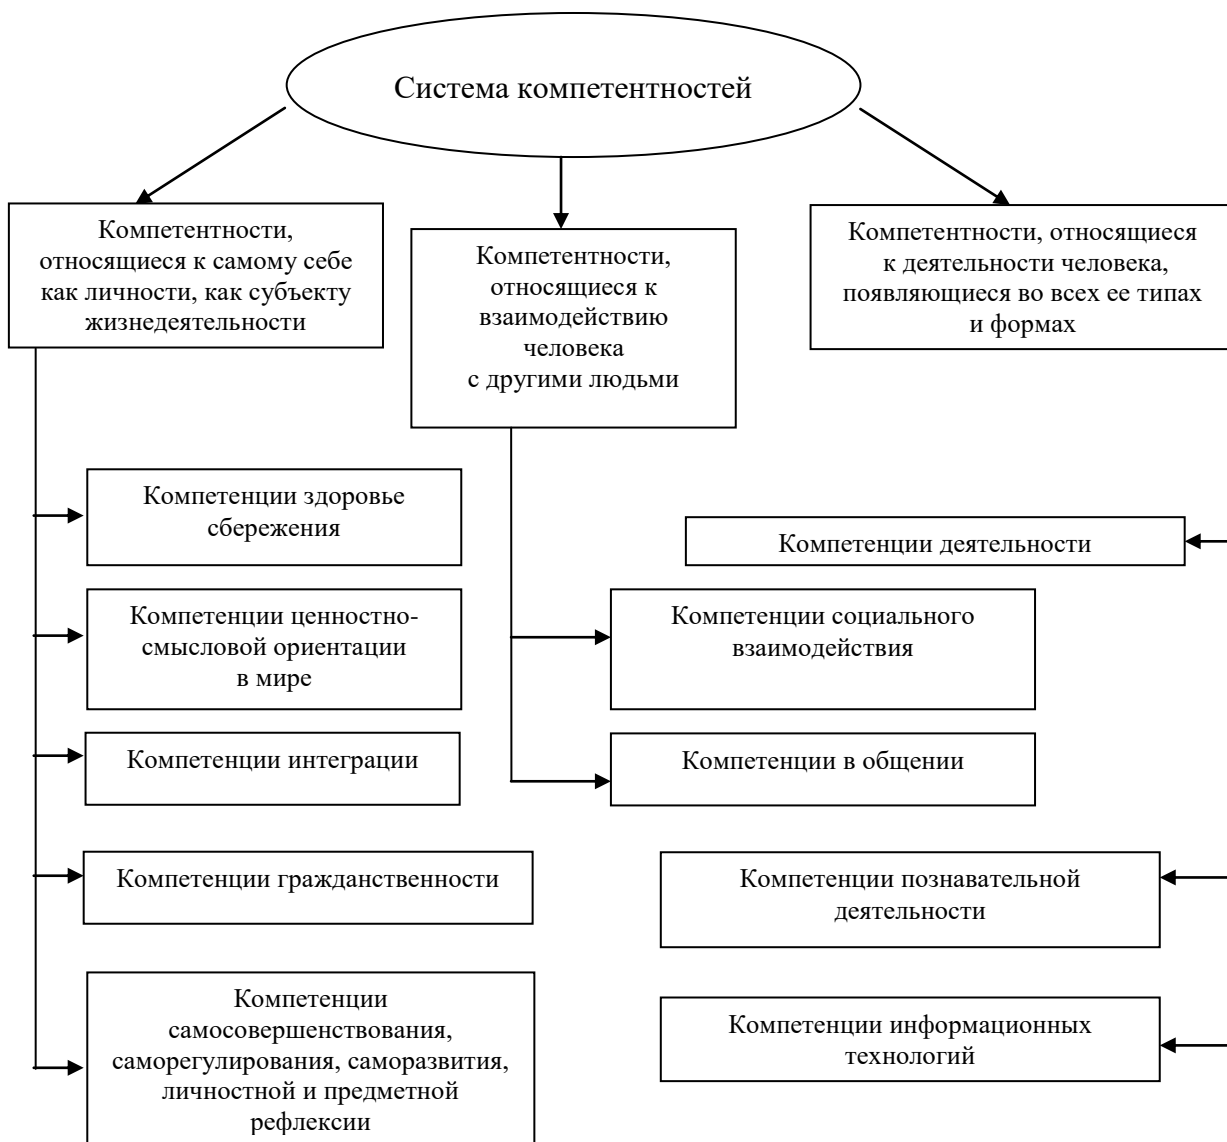 Система компетентностей
Компетентности,
относящиеся к самому себе
как личности, как субъекту
жизнедеятельности
Компетентности,
относящиеся к
взаимодействию
человека
с другими людьми
Компетентности, относящиеся
к деятельности человека,
появляющиеся во всех ее типах
и формах
Компетенции здоровье
сбережения
Компетенции ценностно-
смысловой ориентации
в мире
Компетенции интеграции
Компетенции гражданственности
Компетенции
самосовершенствования,
саморегулирования, саморазвития,
личностной и предметной
рефлексии
Компетенции социального
взаимодействия
Компетенции в общении
Компетенции деятельности
Компетенции познавательной
деятельности
Компетенции информационных
технологий